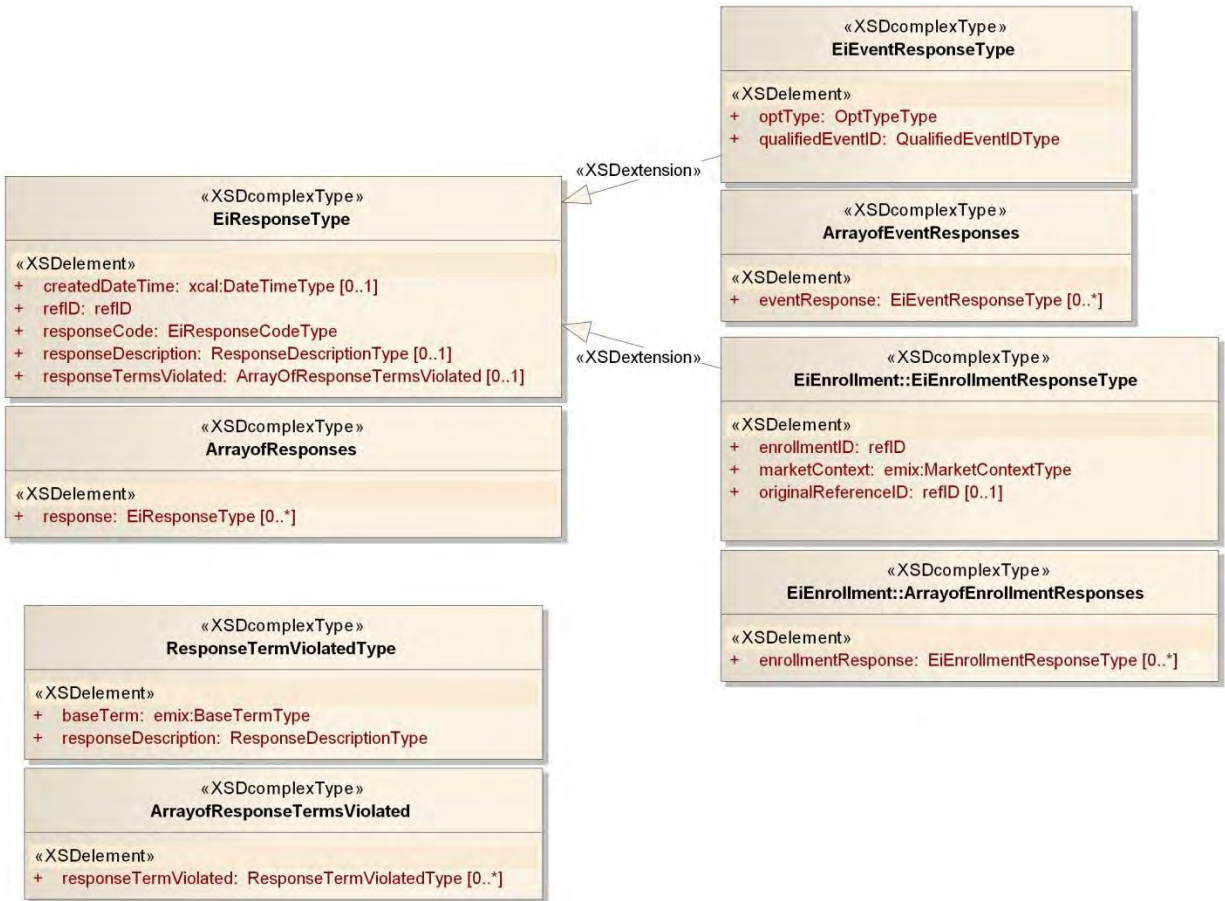 «XSDcomplexType»
EiEventResponseType
«XSDelement»
+ optType: OptTypeType
+ qualifiedEventID: QualifiedEventIDType
«XSDextension»
«XSDcomplexType»
EiResponseType
«XSDelement»
+ createdDateTime: xcal:DateTimeType [0..1]
+ refID: refID
+ responseCode: EiResponseCodeType
+ responseDescription: ResponseDescriptionType [0..1]
+ responseTermsViolated: ArrayOfResponseTermsViolated [0..1]
«XSDcomplexType»
ArrayofEventResponses
«XSDelement»
+ eventResponse: EiEventResponseType [0..*]
«XSDextension»
«XSDcomplexType»
EiEnrollment::EiEnrollmentResponseType
«XSDelement»
+ enrollmentID: refID
+ marketContext: emix:MarketContextType
+ originalReferenceID: refID [0..1]
«XSDcomplexType»
ArrayofResponses
«XSDelement»
+ response: EiResponseType [0..*]
«XSDcomplexType»
EiEnrollment::ArrayofEnrollmentResponses
«XSDelement»
+ enrollmentResponse: EiEnrollmentResponseType [0..*]
«XSDcomplexType»
ResponseTermViolatedType
«XSDelement»
+ baseTerm: emix:BaseTermType
+ responseDescription: ResponseDescriptionType
«XSDcomplexType»
ArrayofResponseTermsViolated
«XSDelement»
+ responseTermViolated: ResponseTermViolatedType [0..*]